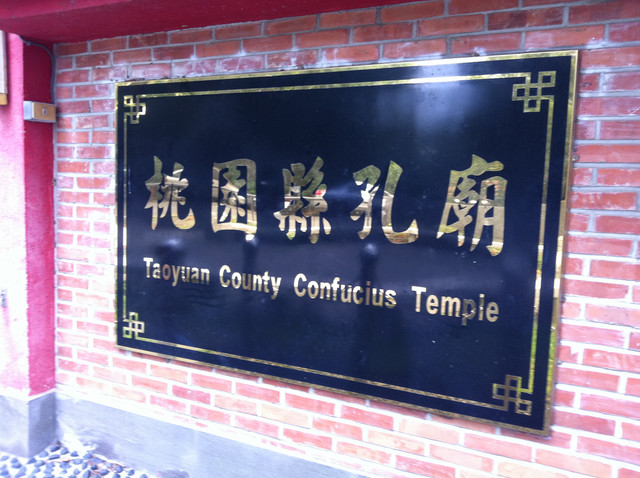 桃園縣孔廟
Taoyuan County Confucius Temple